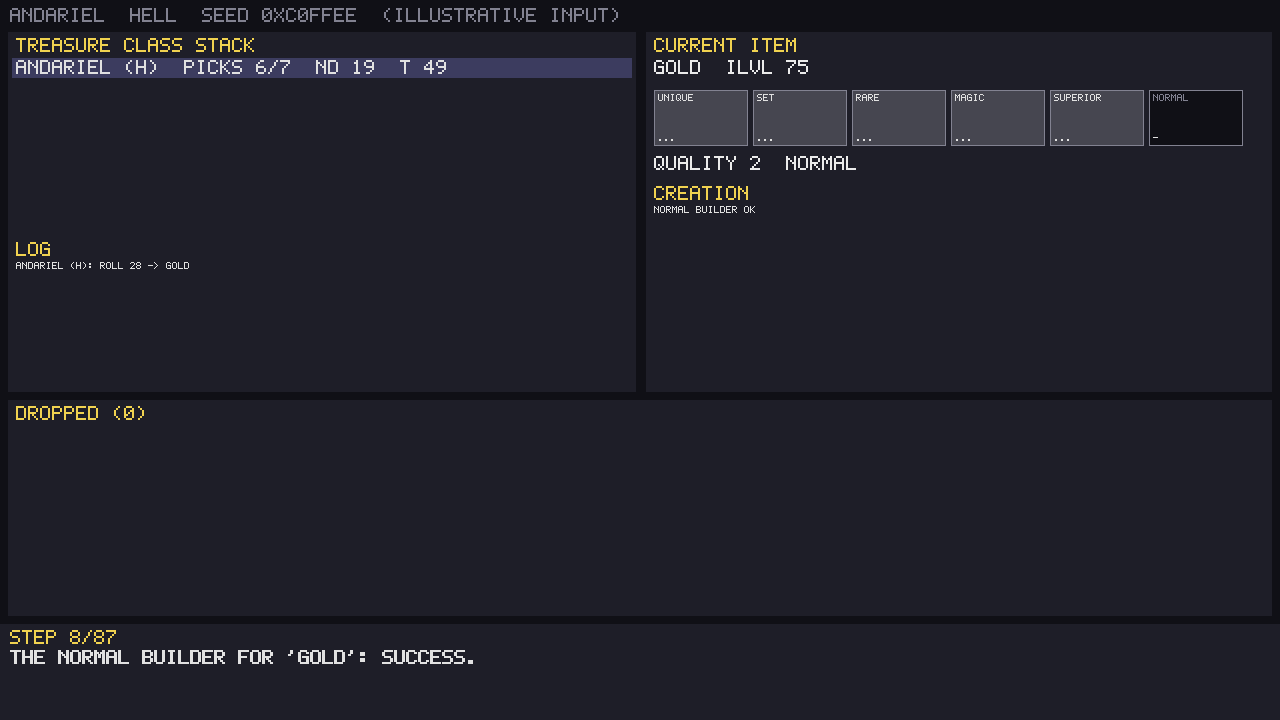 ANDARIEL  HELL  SEED 0XC0FFEE  (ILLUSTRATIVE INPUT)
TREASURE CLASS STACK
ANDARIEL (H)  PICKS 6/7  ND 19  T 49
LOG
ANDARIEL (H): ROLL 28 -> GOLD
CURRENT ITEM
GOLD  ILVL 75
UNIQUE SET RARE MAGIC SUPERIOR NORMAL
... ... ... ... ... _
QUALITY 2  NORMAL
CREATION
NORMAL BUILDER OK
DROPPED (0)
STEP 8/87
THE NORMAL BUILDER FOR 'GOLD': SUCCESS.